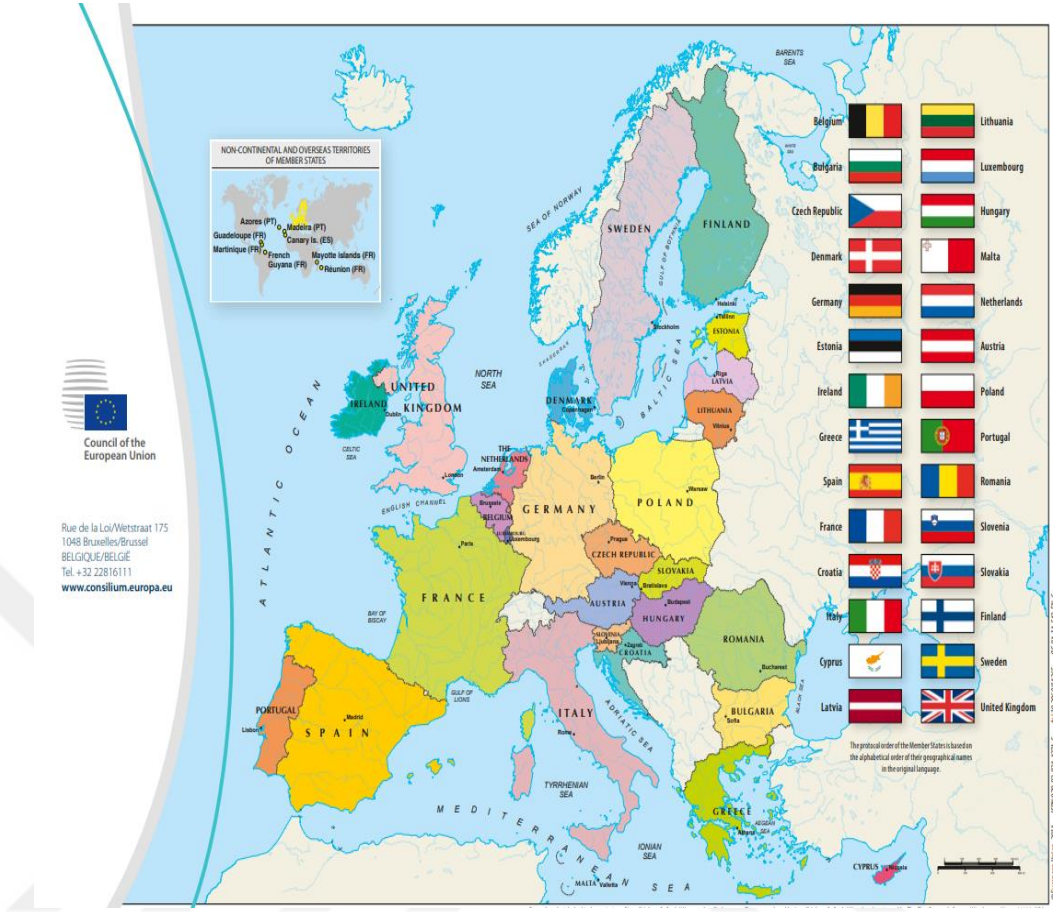 NON-CONTINENTAL AND OVERSEAS TERRITORIES
OF MEMBER STATES
Azores (PT)
Madeira (PT)
Guadeloupe (FR)
Canary Is. (ES)
Martinique (FR)
French
Guyana (FR)
Mayotte islands (FR)
Réunion (FR)
Council of the
European Union
Rue de la Loi/Wetstraat 175
1048 Bruxelles/Brussel
BELGIQUE/BELGIË
Tel. +32 22816111
www.consilium.europa.eu
BARENTS
SEA
WHITE
SEA
SEA OF NORWAY
SWEDEN
FINLAND
GULF OF BOTHNIA
Helsinki
Tallinn
Stockholm
ESTONIA
SKAGERRAK
NORTH
SEA
BALTIC SEA
Riga
LATVIA
LITHUANIA
Vilnius
DENMARK
Copenhagen
ATLANTIC OCEAN
UNITED
KINGDOM
IRELAND
Dublin
CELTIC
SEA
London
ENGLISH CHANNEL
THE
NETHERLANDS
Amsterdam
Brussels
BELGIUM
LUXEMBOURG
Luxembourg
Berlin
GERMANY
Warsaw
POLAND
Prague
CZECH REPUBLIC
SLOVAKIA
Bratislava
Vienna
AUSTRIA
Budapest
HUNGARY
Paris
FRANCE
BAY OF
BISCAY
SLOVENIA
Ljubljana
Zagreb
CROATIA
ROMANIA
Bucharest
BLACK SEA
BULGARIA
Sofia
GULF OF
LIONS
ITALY
Rome
ADRIATIC SEA
PORTUGAL
Lisbon
Madrid
SPAIN
TYRRHENIAN
SEA
MEDITERRANEAN SEA
IONIAN
SEA
GREECE
Athens
AEGEAN
SEA
MALTA
Valletta
CYPRUS
Nicosia
Belgium
Lithuania
Bulgaria
Luxembourg
Czech Republic
Hungary
Denmark
Malta
Germany
Netherlands
Estonia
Austria
Ireland
Poland
Greece
Portugal
Spain
Romania
France
Slovenia
Croatia
Slovakia
Italy
Finland
Cyprus
Sweden
Latvia
United Kingdom
The protocol order of the Member States is based on
the alphabetical order of their geographical names
in the original language.